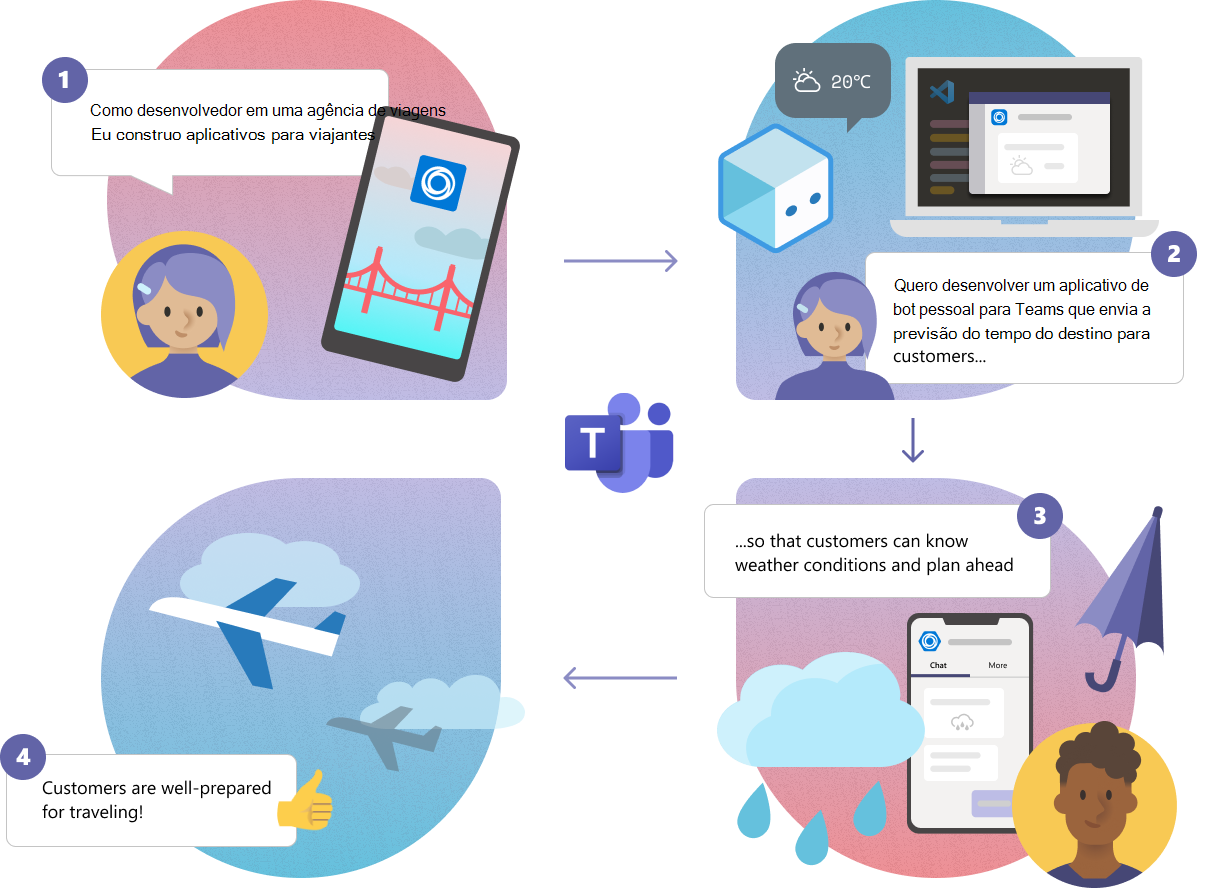 1
Como desenvolvedor em uma agência de viagens
Eu construo aplicativos para viajantes
20°C
2
Quero desenvolver um aplicativo de
bot pessoal para Teams que envia a
previsão do tempo do destino para
customers...
T
3
...so that customers can know
weather conditions and plan ahead
Chat More
4
Customers are well-prepared
for traveling!